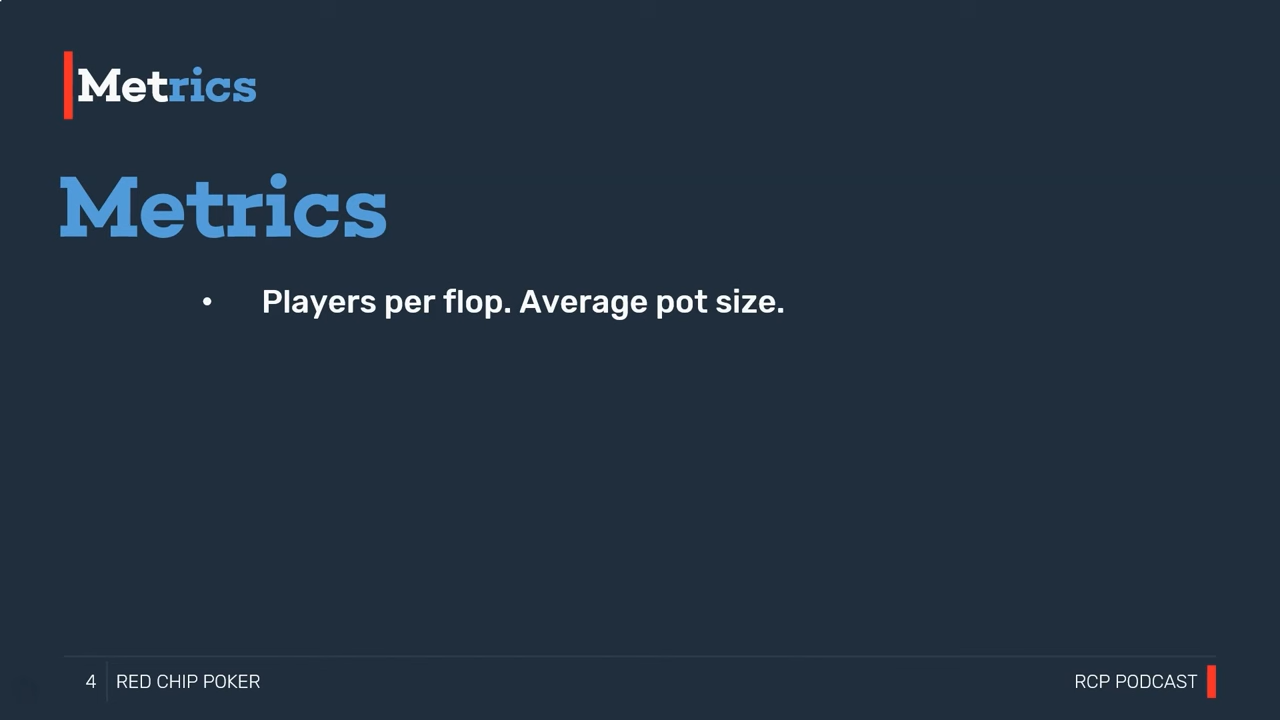 Metrics
Metrics
• Players per flop. Average pot size.
4 RED CHIP POKER
RCP PODCAST